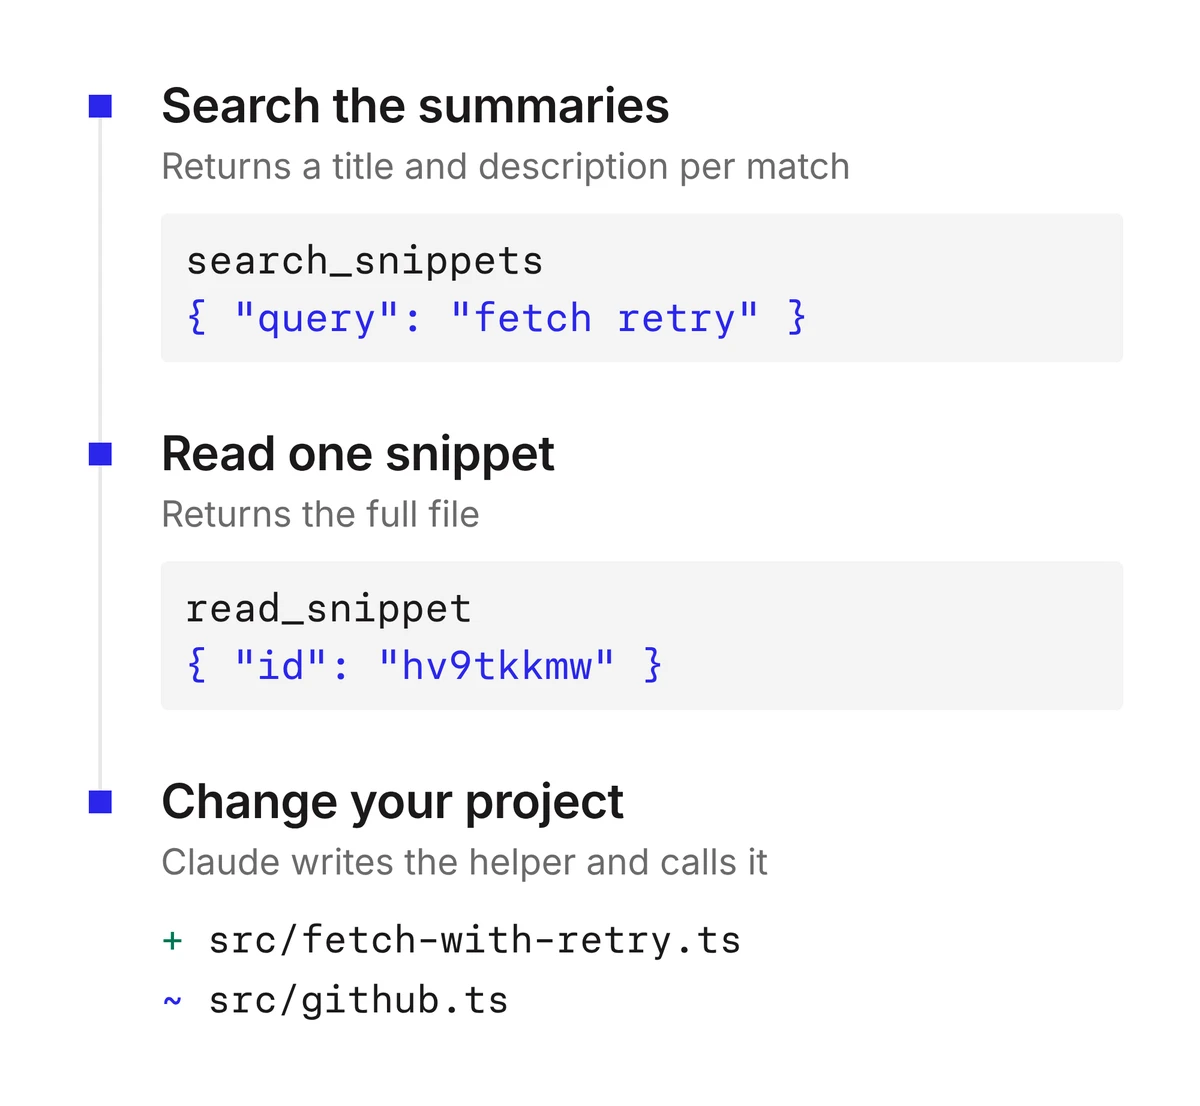 Search the summaries
Returns a title and description per match
search_snippets
{ "query": "fetch retry" }
Read one snippet
Returns the full file
read_snippet
{ "id": "hv9tkkmw" }
Change your project
Claude writes the helper and calls it
+ src/fetch-with-retry.ts
~ src/github.ts